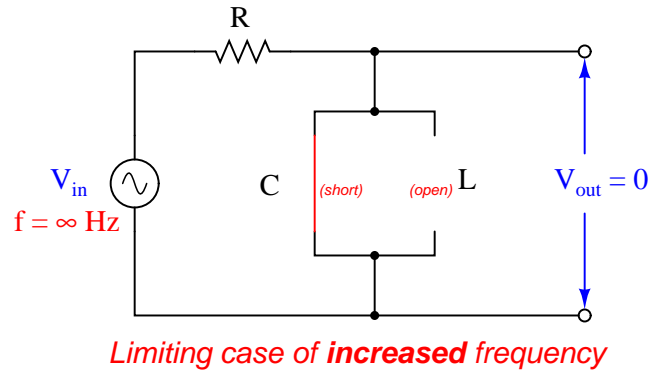 R
V_in
f = ∞ Hz
C
(short)
(open)
L
V_out = 0
Limiting case of increased frequency